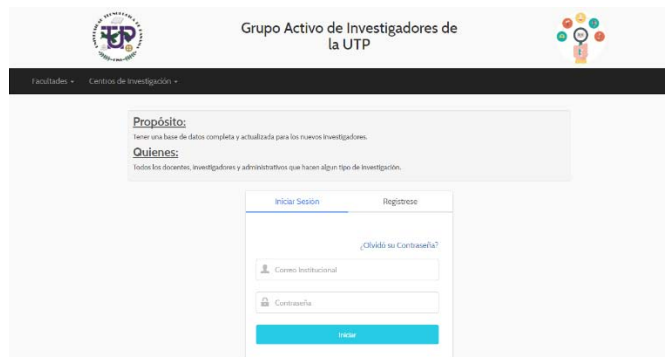 Grupo Activo de Investigadores de
la UTP
Facultades
Centros de Investigación
Propósito:
Tener una base de datos completa y actualizada para los nuevos investigadores.
Quienes:
Todos los docentes, investigadores y administrativos que hacen algun tipo de investigación.
Iniciar Sesión
Registrese
¿Olvidó su Contraseña?
Correo Institucional
Contraseña
Iniciar